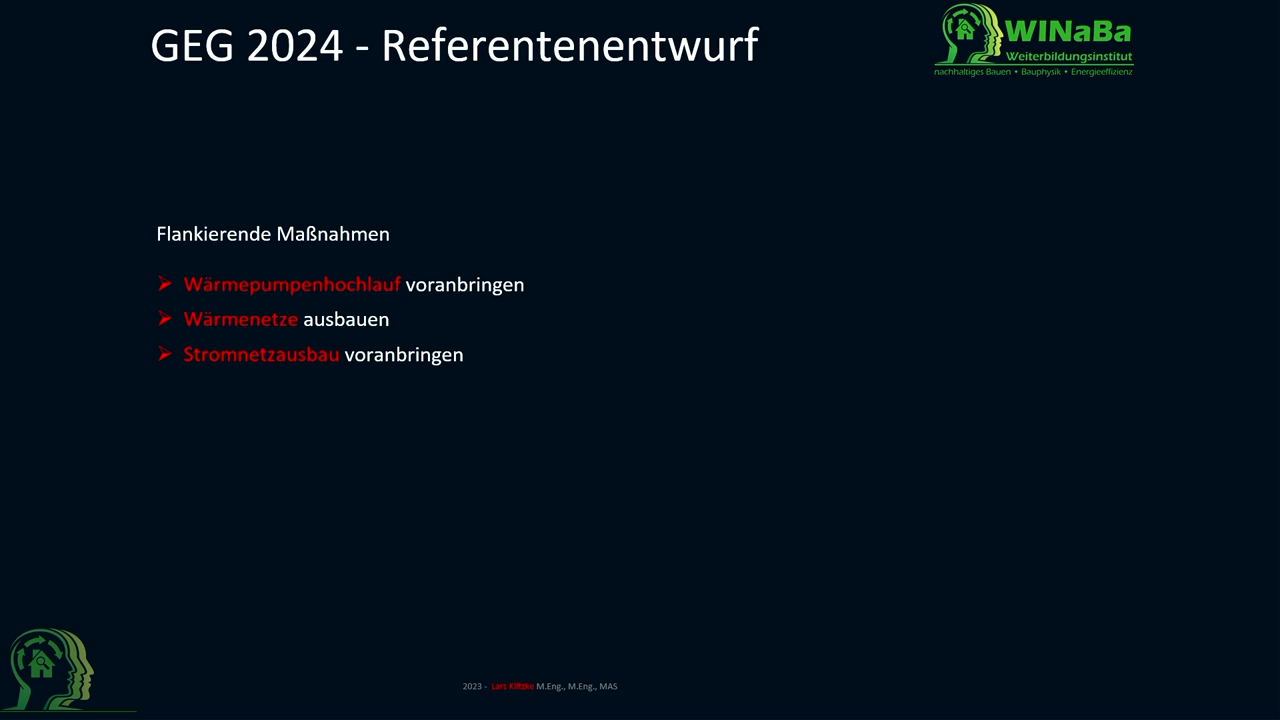 GEG 2024 - Referentenentwurf
WINaBa
Weiterbildungsinstitut
nachhaltiges Bauen • Bauphysik • Energieeffizienz
Flankierende Maßnahmen
➢ Wärmepumpenhochlauf voranbringen
➢ Wärmenetze ausbauen
➢ Stromnetzausbau voranbringen
2023 - Lars Klitzke M.Eng., M.Eng., MAS